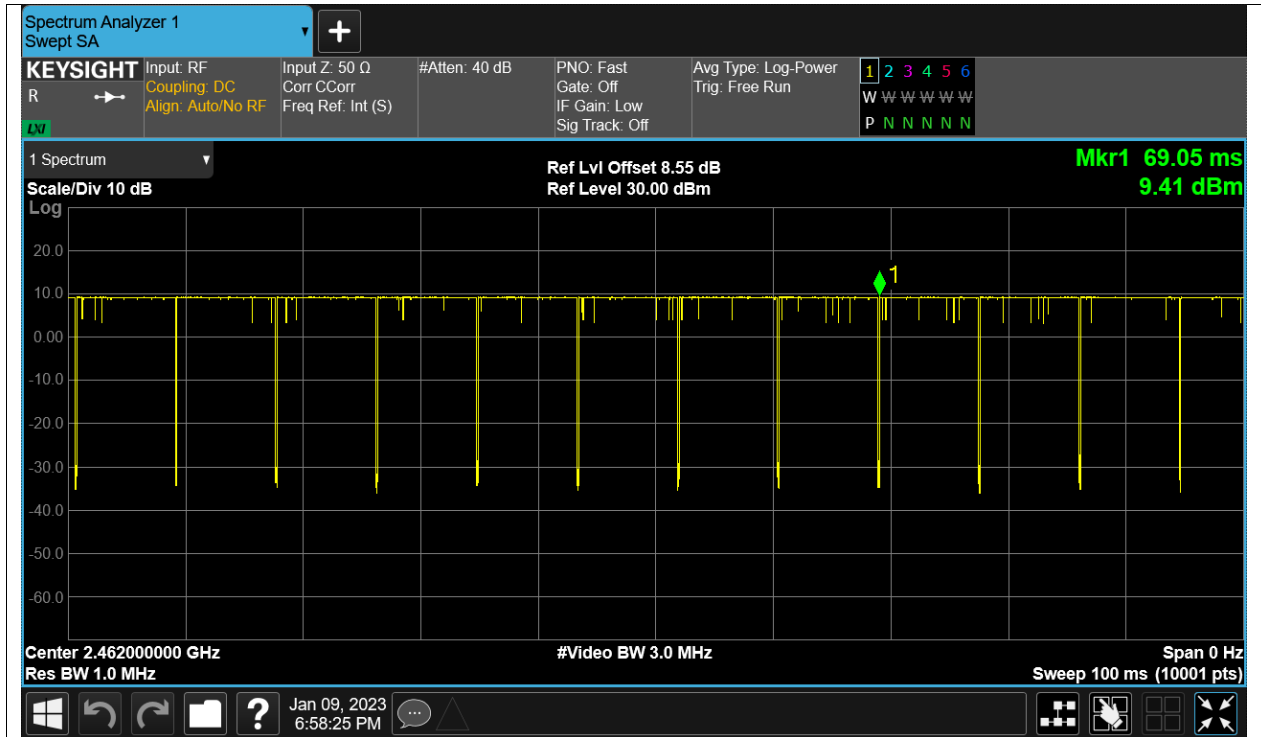 Spectrum Analyzer 1
Swept SA
KEYSIGHT
R
LXI
Input: RF
Coupling: DC
Align: Auto/No RF
Input Z: 50 Ω
Corr CCorr
Freq Ref: Int (S)
#Atten: 40 dB
PNO: Fast
Gate: Off
IF Gain: Low
Sig Track: Off
Avg Type: Log-Power
Trig: Free Run
1 2 3 4 5 6
W W W W W W
P N N N N N
1 Spectrum
Scale/Div 10 dB
Log
Ref Lvl Offset 8.55 dB
Ref Level 30.00 dBm
Mkr1 69.05 ms
9.41 dBm
1
20.0
10.0
0.00
-10.0
-20.0
-30.0
-40.0
-50.0
-60.0
Center 2.462000000 GHz
Res BW 1.0 MHz
#Video BW 3.0 MHz
Span 0 Hz
Sweep 100 ms (10001 pts)
?
Jan 09, 2023
6:58:25 PM